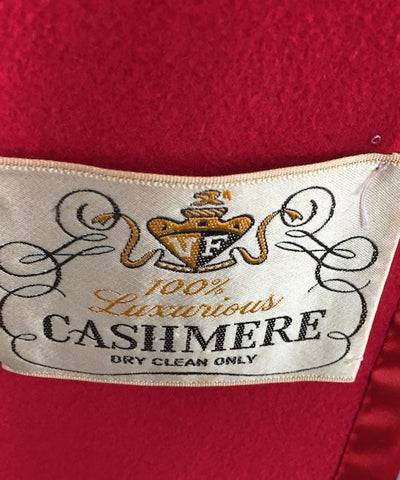 VF
100%
Luxurious
CASHMERE
DRY CLEAN ONLY